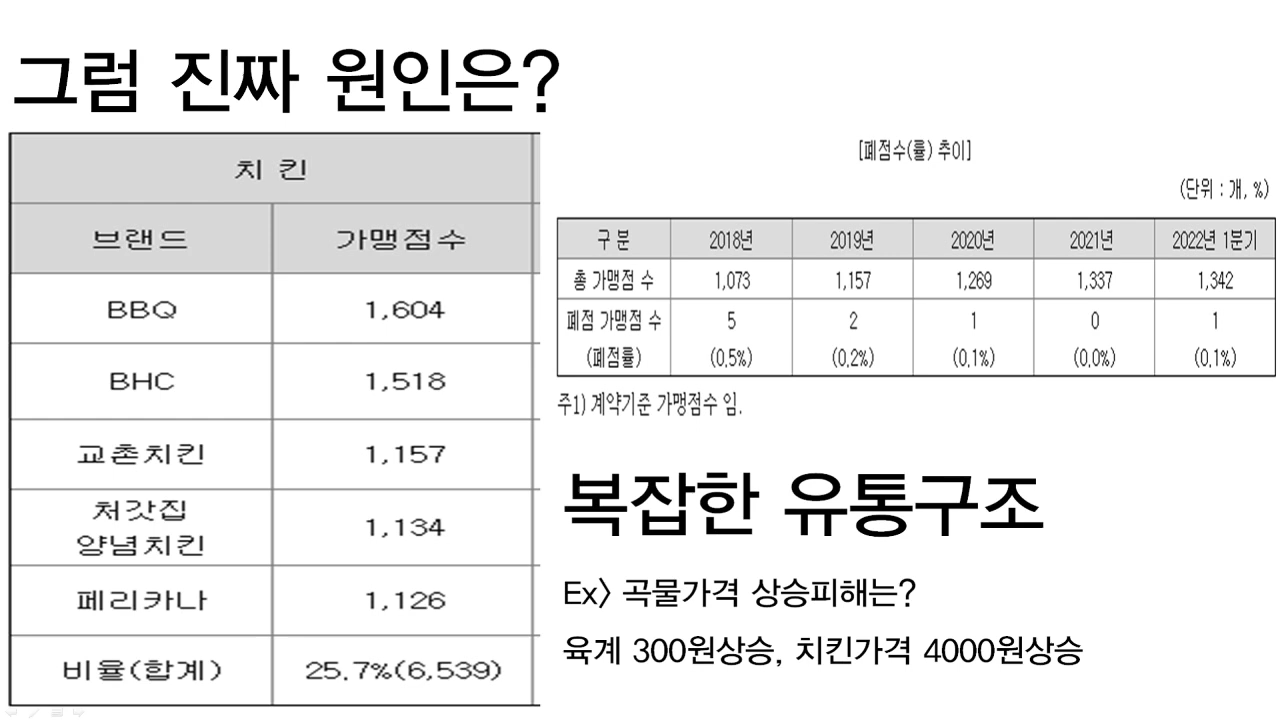 그럼 진짜 원인은?
치 킨
브랜드 가맹점수
BBQ 1,604
BHC 1,518
교촌치킨 1,157
처갓집
양념치킨 1,134
페리카나 1,126
비율(합계) 25.7%(6,539)
[폐점수(률) 추이]
(단위 : 개, %)
구 분 2018년 2019년 2020년 2021년 2022년 1분기
총 가맹점 수 1,073 1,157 1,269 1,337 1,342
폐점 가맹점 수 5 2 1 0 1
(폐점률) (0.5%) (0.2%) (0.1%) (0.0%) (0.1%)
주1) 계약기준 가맹점수 임.
복잡한 유통구조
Ex> 곡물가격 상승피해는?
육계 300원상승, 치킨가격 4000원상승